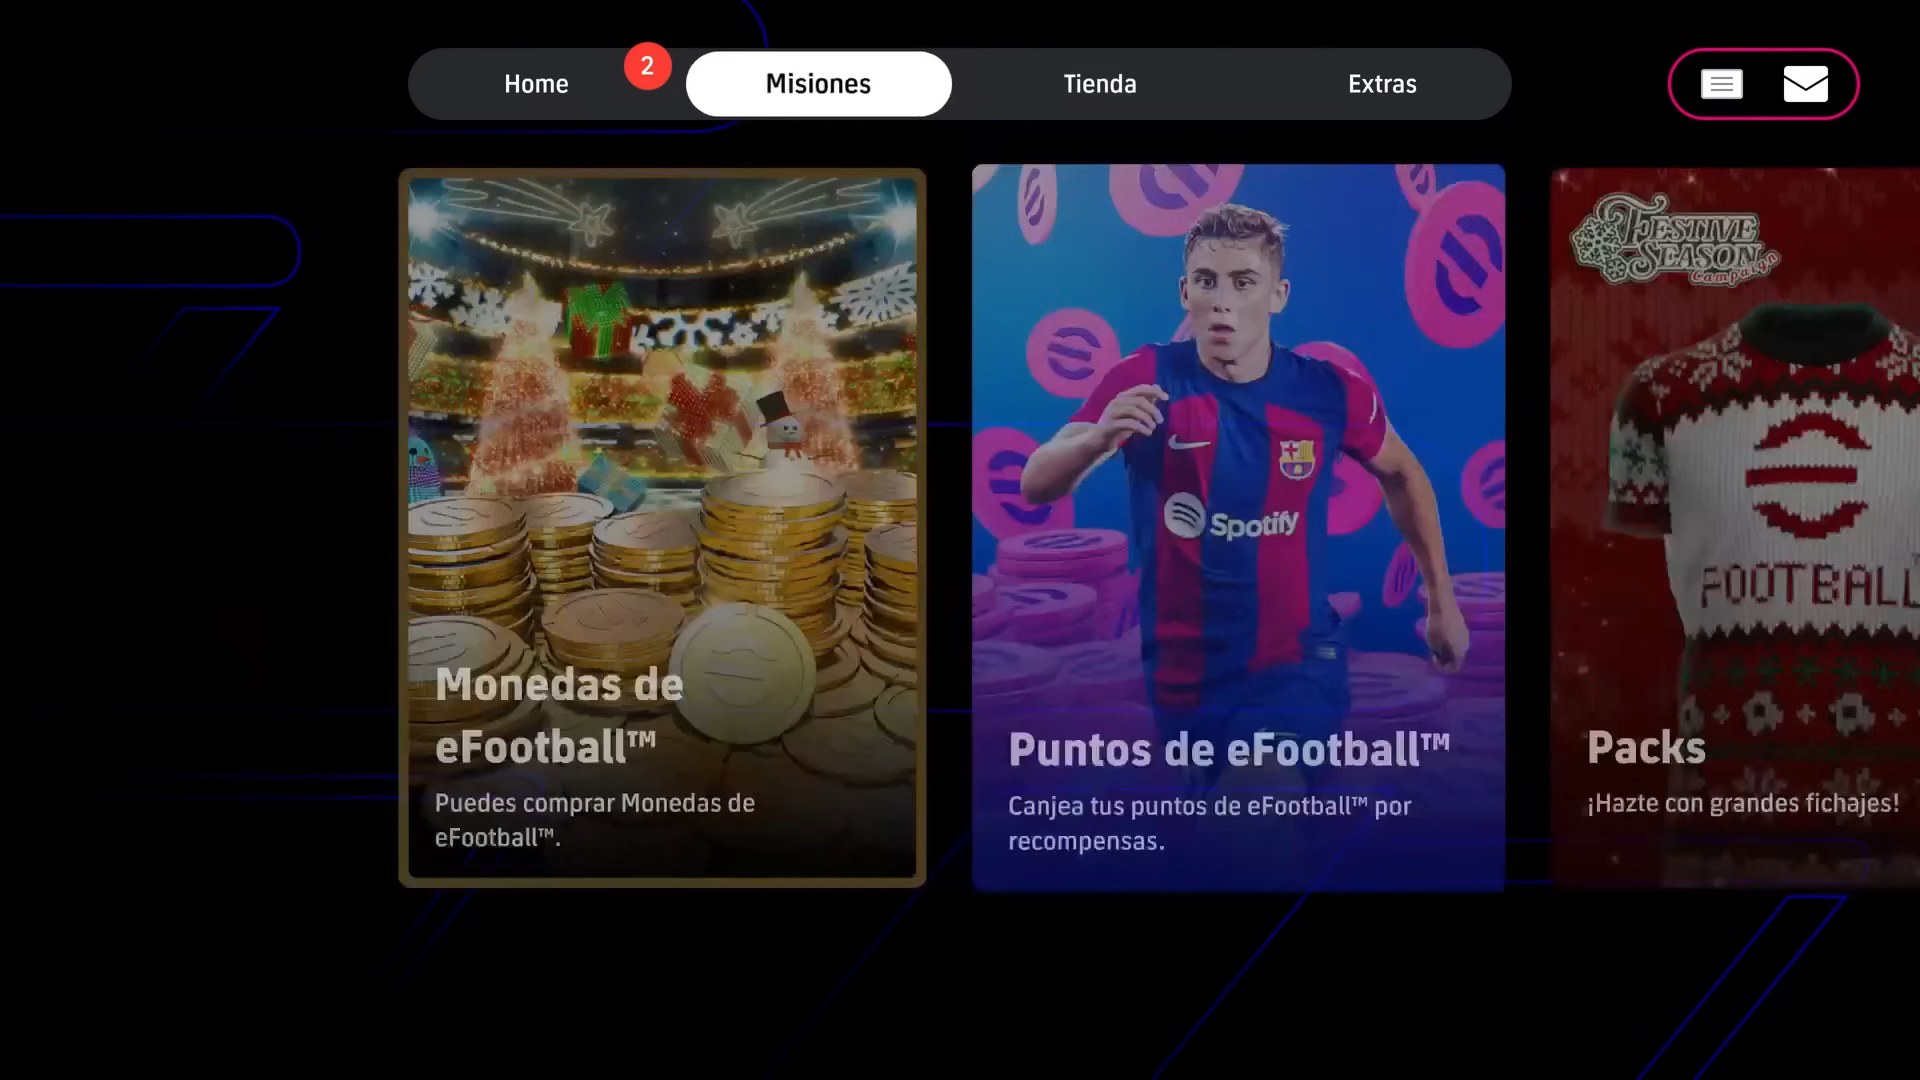 Home
2
Misiones
Tienda
Extras
FESTIVE
SEASON
Campaign
Spotify
FOOTBALL
Monedas de
eFootball™
Puedes comprar Monedas de
eFootball™.
Puntos de eFootball™
Canjea tus puntos de eFootball™ por
recompensas.
Packs
¡Hazte con grandes fichajes!